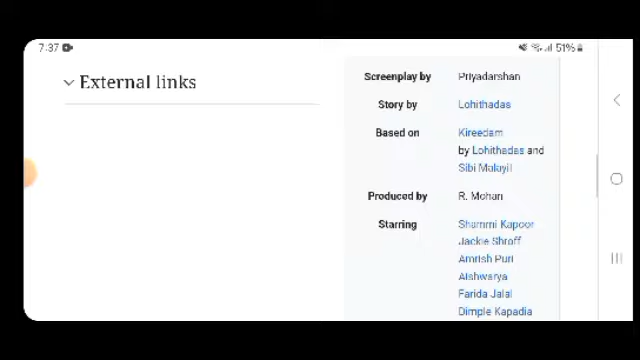 7:37
51%
External links
Screenplay by Priyadarshan
Story by Lohithadas
Based on Kireedam
by Lohithadas and
Sibi Malayil
Produced by R. Mohan
Starring Shammi Kapoor
Jackie Shroff
Amrish Puri
Aishwarya
Farida Jalal
Dimple Kapadia